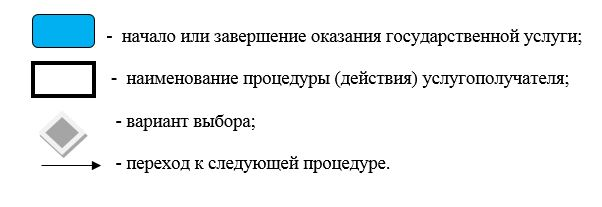 - начало или завершение оказания государственной услуги;
- наименование процедуры (действия) услугополучателя;
- вариант выбора;
- переход к следующей процедуре.